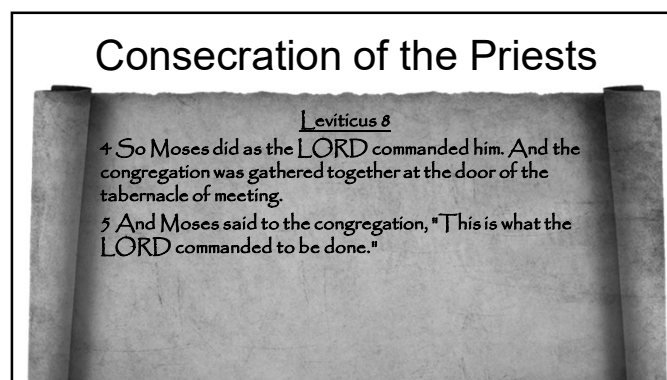 Consecration of the Priests
Leviticus 8
4 So Moses did as the LORD commanded him. And the
congregation was gathered together at the door of the
tabernacle of meeting.
5 And Moses said to the congregation, "This is what the
LORD commanded to be done."